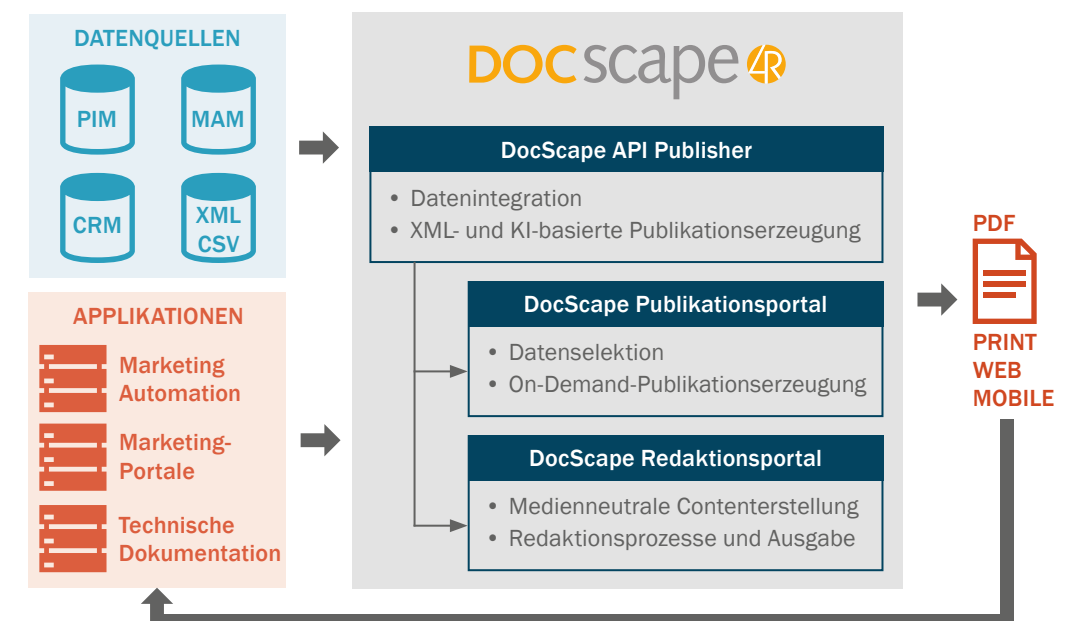 DATENQUELLEN
PIM
MAM
CRM
XML
CSV
APPLIKATIONEN
Marketing
Automation
Marketing-
Portale
Technische
Dokumentation
DOCscape 4R
DocScape API Publisher
• Datenintegration
• XML- und KI-basierte Publikationserzeugung
DocScape Publikationsportal
• Datenselektion
• On-Demand-Publikationserzeugung
DocScape Redaktionsportal
• Medienneutrale Contenterstellung
• Redaktionsprozesse und Ausgabe
PDF
PRINT
WEB
MOBILE